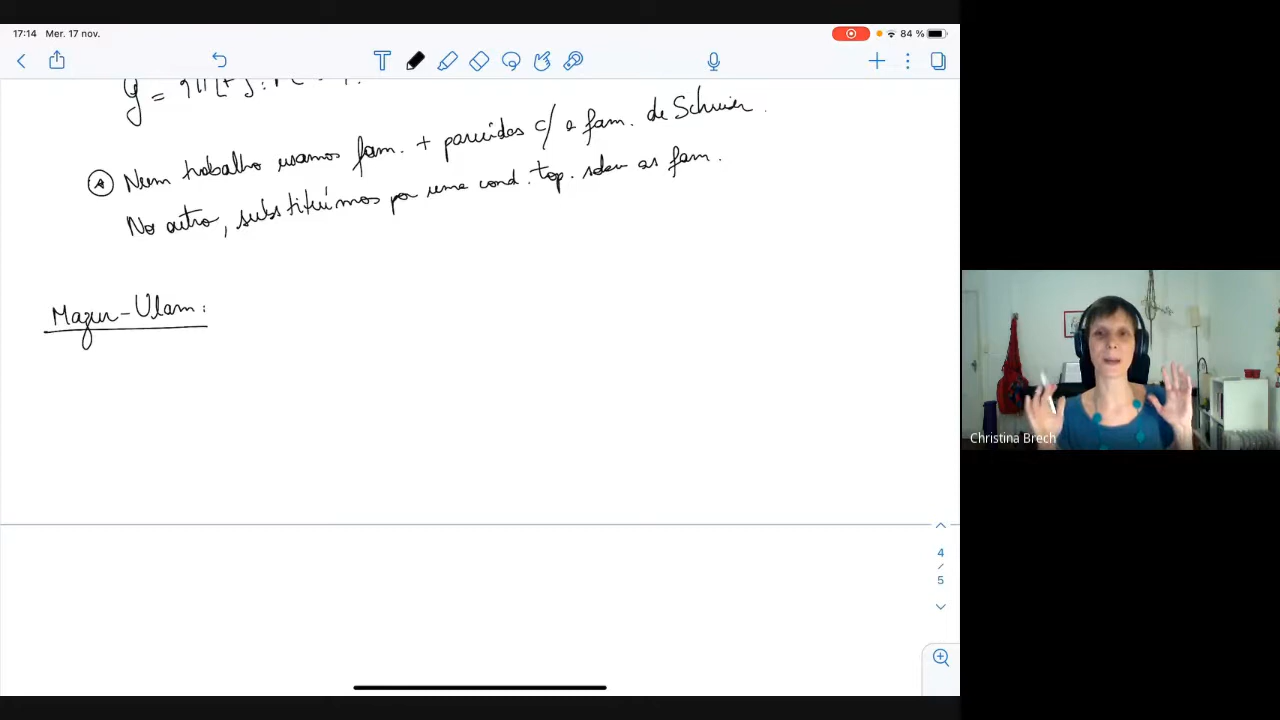 17:14 Mer. 17 nov.
84 %
Num trabalho usamos fam. + parecidas c/ a fam. de Schreier.
No outro, substituímos por uma cond. top. sobre as fam.
Mazur-Ulam:
Christina Brech
4
/
5